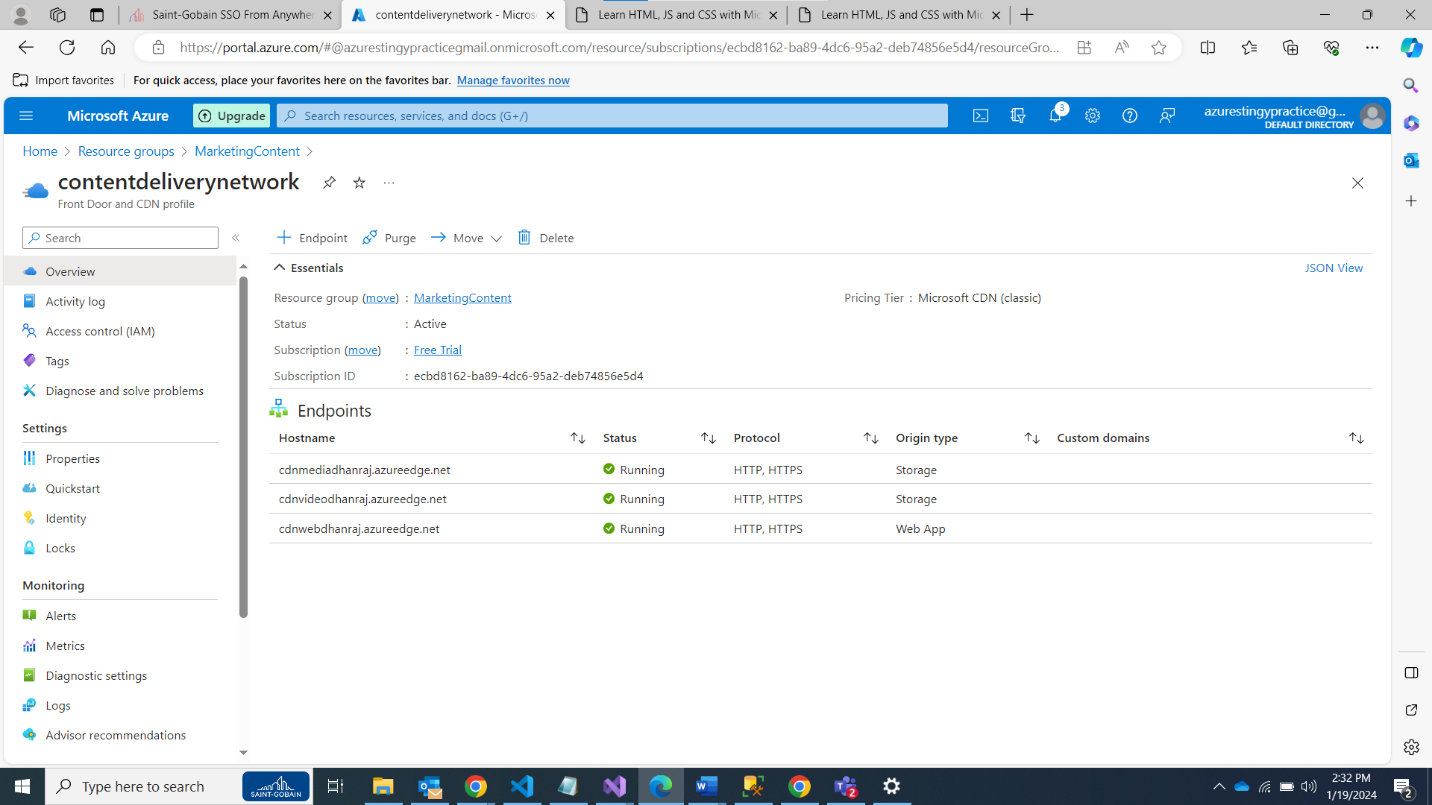 Saint-Gobain SSO From Anywher
contentdeliverynetwork - Micros
Learn HTML, JS and CSS with Mic
Learn HTML, JS and CSS with Mic
https://portal.azure.com/#@azurestingypracticegmail.onmicrosoft.com/resource/subscriptions/ecbd8162-ba89-4dc6-95a2-deb74856e5d4/resourceGro...
Import favorites
For quick access, place your favorites here on the favorites bar. Manage favorites now
Microsoft Azure
Upgrade
Search resources, services, and docs (G+/)
3
azurestingypractice@g...
DEFAULT DIRECTORY
Home > Resource groups > MarketingContent >
contentdeliverynetwork
Front Door and CDN profile
Search
Overview
Activity log
Access control (IAM)
Tags
Diagnose and solve problems
Settings
Properties
Quickstart
Identity
Locks
Monitoring
Alerts
Metrics
Diagnostic settings
Logs
Advisor recommendations
Endpoint Purge Move Delete
Essentials
JSON View
Resource group (move) : MarketingContent
Pricing Tier : Microsoft CDN (classic)
Status : Active
Subscription (move) : Free Trial
Subscription ID : ecbd8162-ba89-4dc6-95a2-deb74856e5d4
Endpoints
Hostname Status Protocol Origin type Custom domains
cdnmediadhanraj.azureedge.net Running HTTP, HTTPS Storage
cdnvideodhanraj.azureedge.net Running HTTP, HTTPS Storage
cdnwebdhanraj.azureedge.net Running HTTP, HTTPS Web App
Type here to search
SAINT-GOBAIN
2
2:32 PM
1/19/2024
2